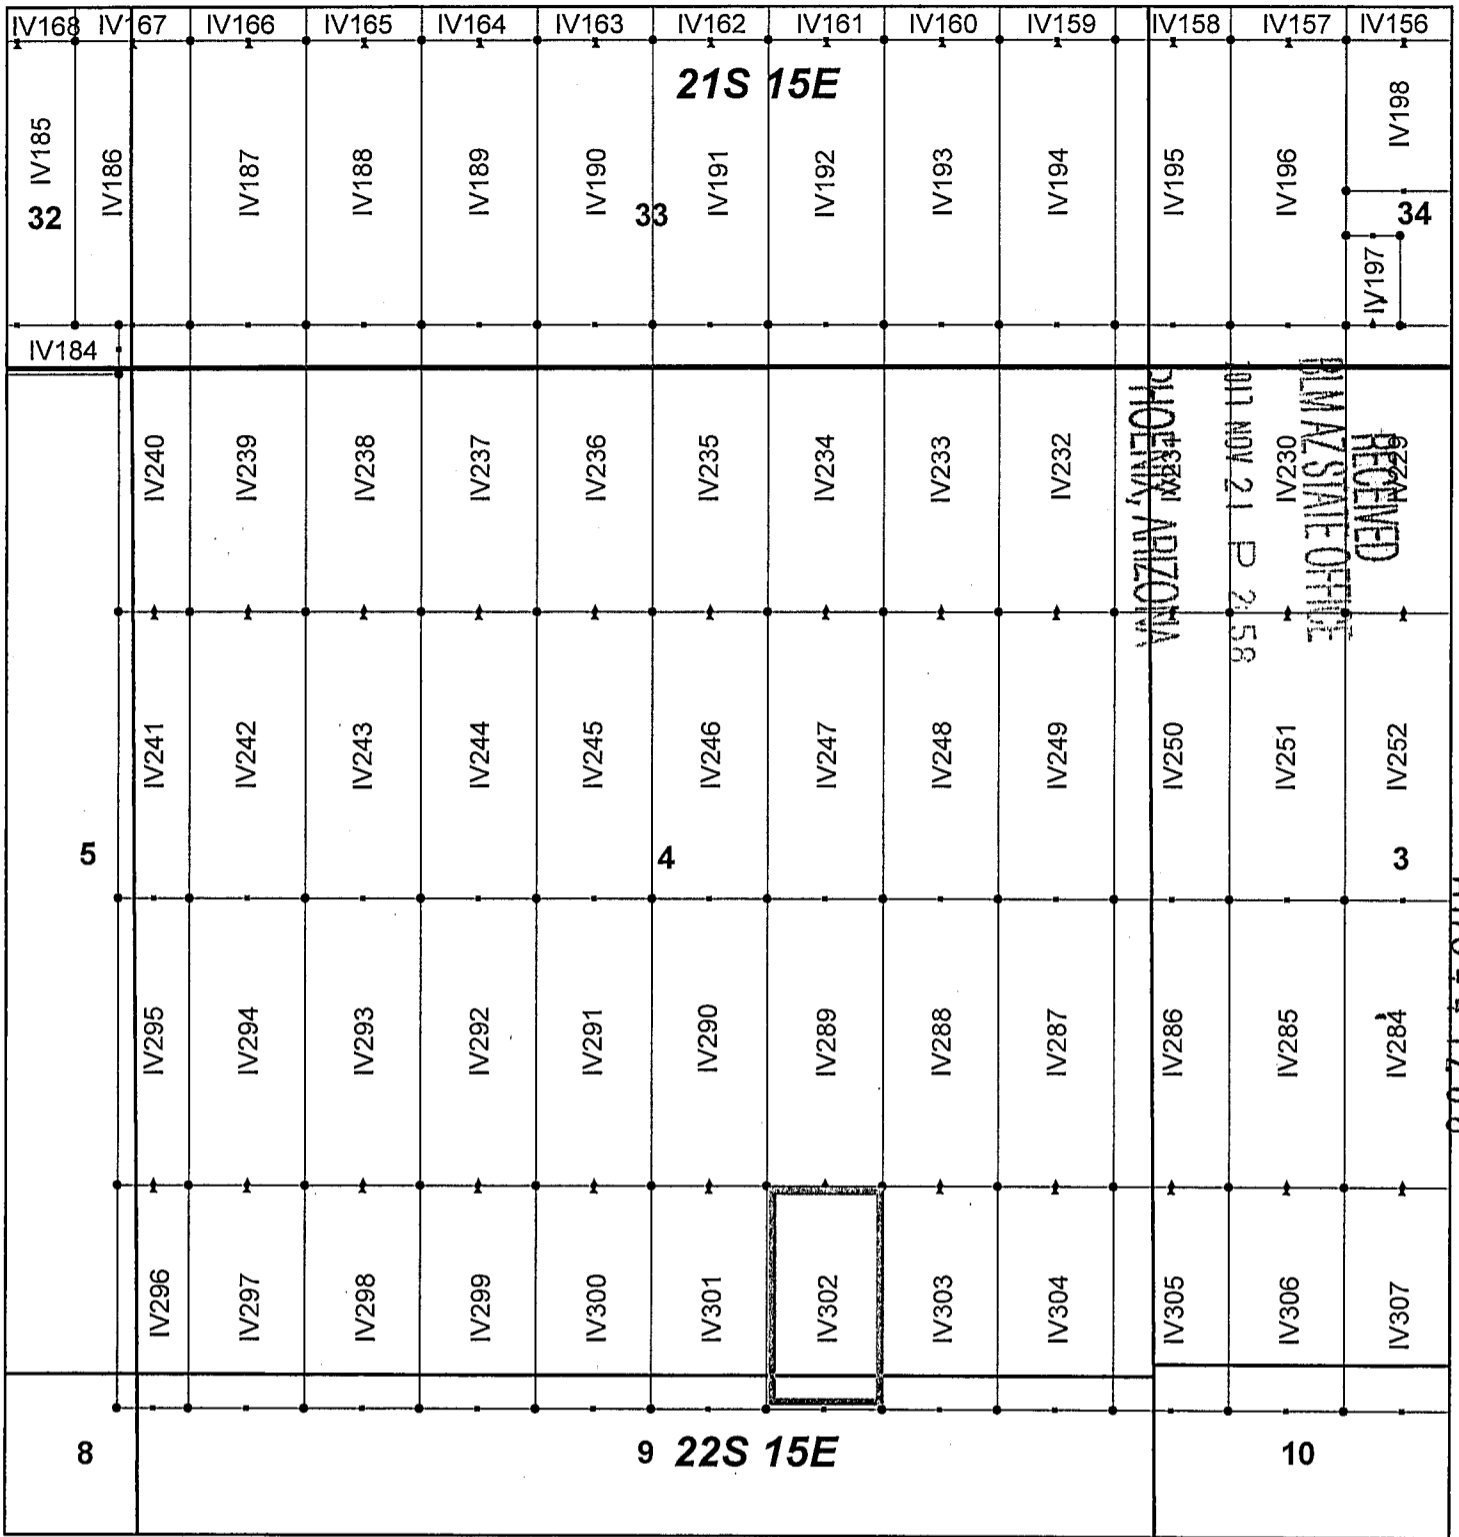 IV168 IV167 IV166 IV165 IV164 IV163 IV162 IV161 IV160 IV159 IV158 IV157 IV156
21S 15E
IV185 IV186 IV187 IV188 IV189 IV190 IV191 IV192 IV193 IV194 IV195 IV196 IV198
32 33 34
IV197
IV184
IV240 IV239 IV238 IV237 IV236 IV235 IV234 IV233 IV232 IV231 IV230 IV229
RECEIVED
BLM AZ STATE OFFICE
2011 NOV 21 P 2:58
PHOENIX, ARIZONA
IV241 IV242 IV243 IV244 IV245 IV246 IV247 IV248 IV249 IV250 IV251 IV252
5 4 3
IV295 IV294 IV293 IV292 IV291 IV290 IV289 IV288 IV287 IV286 IV285 IV284
IV296 IV297 IV298 IV299 IV300 IV301 IV302 IV303 IV304 IV305 IV306 IV307
8 9 22S 15E 10